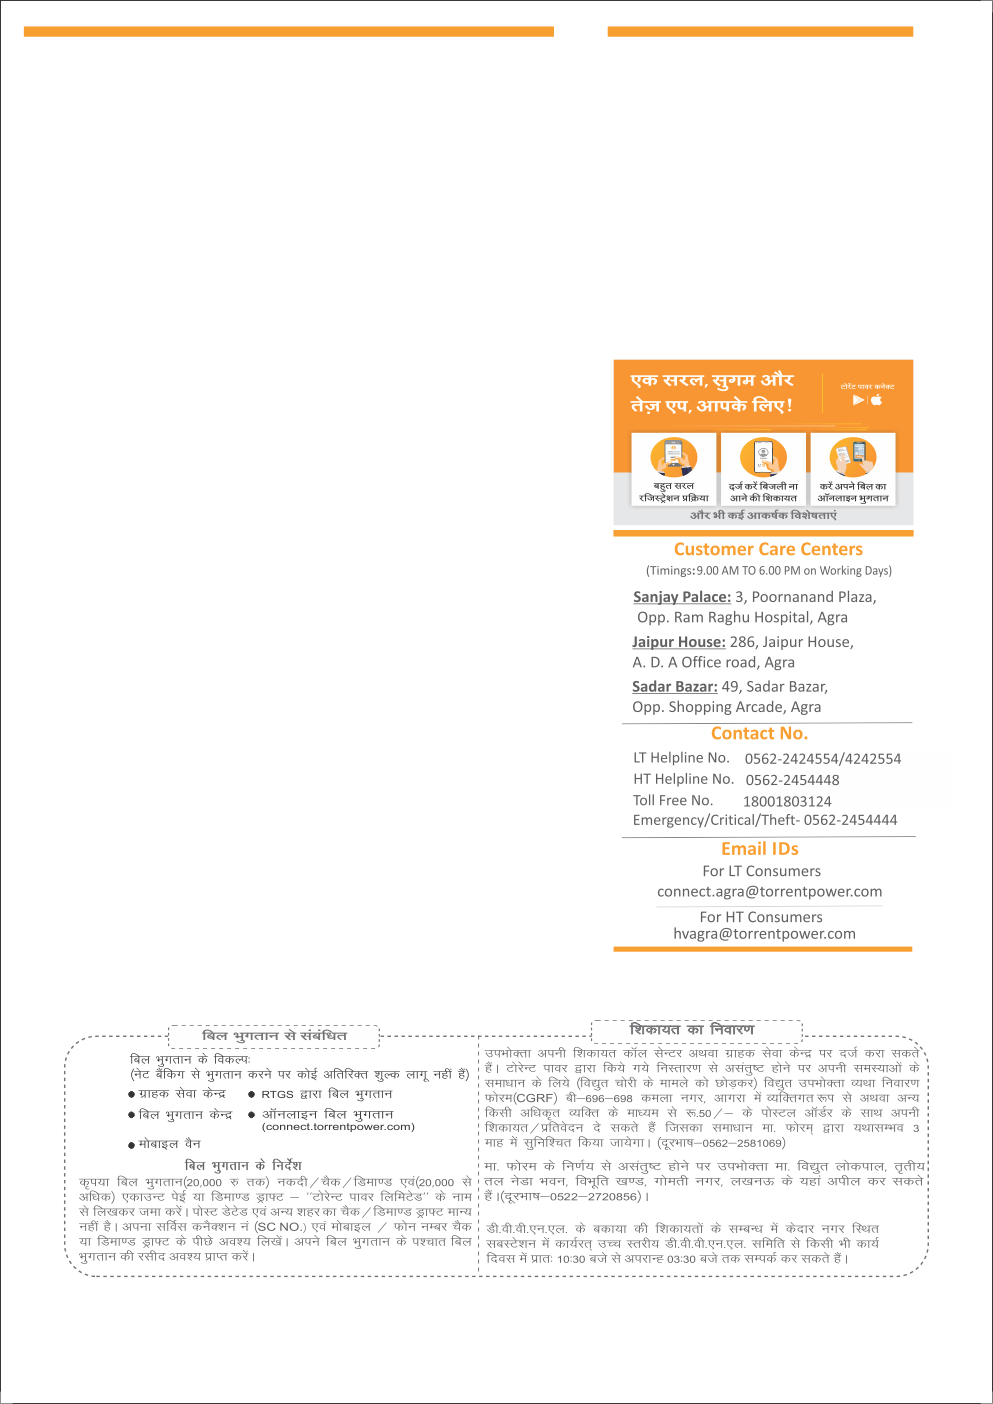 एक सरल, सुगम और
तेज़ एप, आपके लिए!
टोरेंट पावर कनेक्ट
बहुत सरल
रजिस्ट्रेशन प्रक्रिया
दर्ज करें बिजली ना
आने की शिकायत
करें अपने बिल का
ऑनलाइन भुगतान
और भी कई आकर्षक विशेषताएं
Customer Care Centers
(Timings:9.00 AM TO 6.00 PM on Working Days)
Sanjay Palace: 3, Poornanand Plaza,
Opp. Ram Raghu Hospital, Agra
Jaipur House: 286, Jaipur House,
A. D. A Office road, Agra
Sadar Bazar: 49, Sadar Bazar,
Opp. Shopping Arcade, Agra
Contact No.
LT Helpline No. 0562-2424554/4242554
HT Helpline No. 0562-2454448
Toll Free No. 18001803124
Emergency/Critical/Theft- 0562-2454444
Email IDs
For LT Consumers
connect.agra@torrentpower.com
For HT Consumers
hvagra@torrentpower.com
बिल भुगतान से संबंधित
बिल भुगतान के विकल्पः
(नेट बैंकिग से भुगतान करने पर कोई अतिरिक्त शुल्क लागू नहीं हैं)
● ग्राहक सेवा केन्द्र ● RTGS द्वारा बिल भुगतान
● बिल भुगतान केन्द्र ● ऑनलाइन बिल भुगतान
(connect.torrentpower.com)
● मोबाइल वैन
बिल भुगतान के निर्देश
कृपया बिल भुगतान(20,000 रु तक) नकदी/चैक/डिमाण्ड एवं(20,000 से
अधिक) एकाउन्ट पेई या डिमाण्ड ड्राफ्ट – "टोरेन्ट पावर लिमिटेड" के नाम
से लिखकर जमा करें। पोस्ट डेटेड एवं अन्य शहर का चैक/डिमाण्ड ड्राफ्ट मान्य
नहीं है। अपना सर्विस कनैक्शन नं (SC NO.) एवं मोबाइल / फोन नम्बर चैक
या डिमाण्ड ड्राफ्ट के पीछे अवश्य लिखें। अपने बिल भुगतान के पश्चात बिल
भुगतान की रसीद अवश्य प्राप्त करें।
शिकायत का निवारण
उपभोक्ता अपनी शिकायत कॉल सेन्टर अथवा ग्राहक सेवा केन्द्र पर दर्ज करा सकते
हैं। टोरेन्ट पावर द्वारा किये गये निस्तारण से असंतुष्ट होने पर अपनी समस्याओं के
समाधान के लिये (विद्युत चोरी के मामले को छोड़कर) विद्युत उपभोक्ता व्यथा निवारण
फोरम(CGRF) बी–696–698 कमला नगर, आगरा में व्यक्तिगत रूप से अथवा अन्य
किसी अधिकृत व्यक्ति के माध्यम से रू.50/– के पोस्टल ऑर्डर के साथ अपनी
शिकायत/प्रतिवेदन दे सकते हैं जिसका समाधान मा. फोरम् द्वारा यथासम्भव 3
माह में सुनिश्चित किया जायेगा। (दूरभाष–0562–2581069)
मा. फोरम के निर्णय से असंतुष्ट होने पर उपभोक्ता मा. विद्युत लोकपाल, तृतीय
तल नेडा भवन, विभूति खण्ड, गोमती नगर, लखनऊ के यहां अपील कर सकते
हैं।(दूरभाष–0522–2720856)।
डी.वी.वी.एन.एल. के बकाया की शिकायतों के सम्बन्ध में केदार नगर स्थित
सबस्टेशन में कार्यरत् उच्च स्तरीय डी.वी.वी.एन.एल. समिति से किसी भी कार्य
दिवस में प्रातः 10:30 बजे से अपरान्ह 03:30 बजे तक सम्पर्क कर सकते हैं।